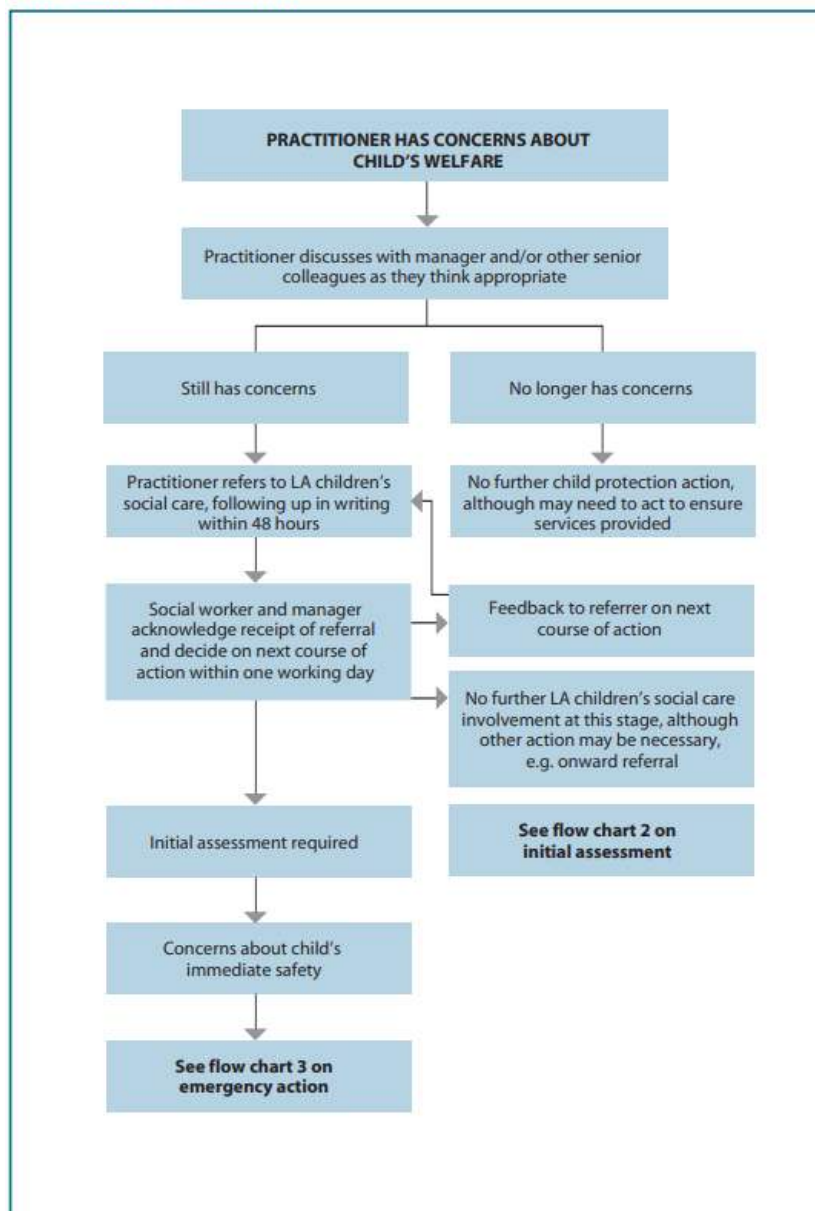 PRACTITIONER HAS CONCERNS ABOUT
CHILD'S WELFARE
Practitioner discusses with manager and/or other senior
colleagues as they think appropriate
Still has concerns
No longer has concerns
Practitioner refers to LA children's
social care, following up in writing
within 48 hours
No further child protection action,
although may need to act to ensure
services provided
Social worker and manager
acknowledge receipt of referral
and decide on next course of
action within one working day
Feedback to referrer on next
course of action
No further LA children's social care
involvement at this stage, although
other action may be necessary,
e.g. onward referral
Initial assessment required
See flow chart 2 on
initial assessment
Concerns about child's
immediate safety
See flow chart 3 on
emergency action